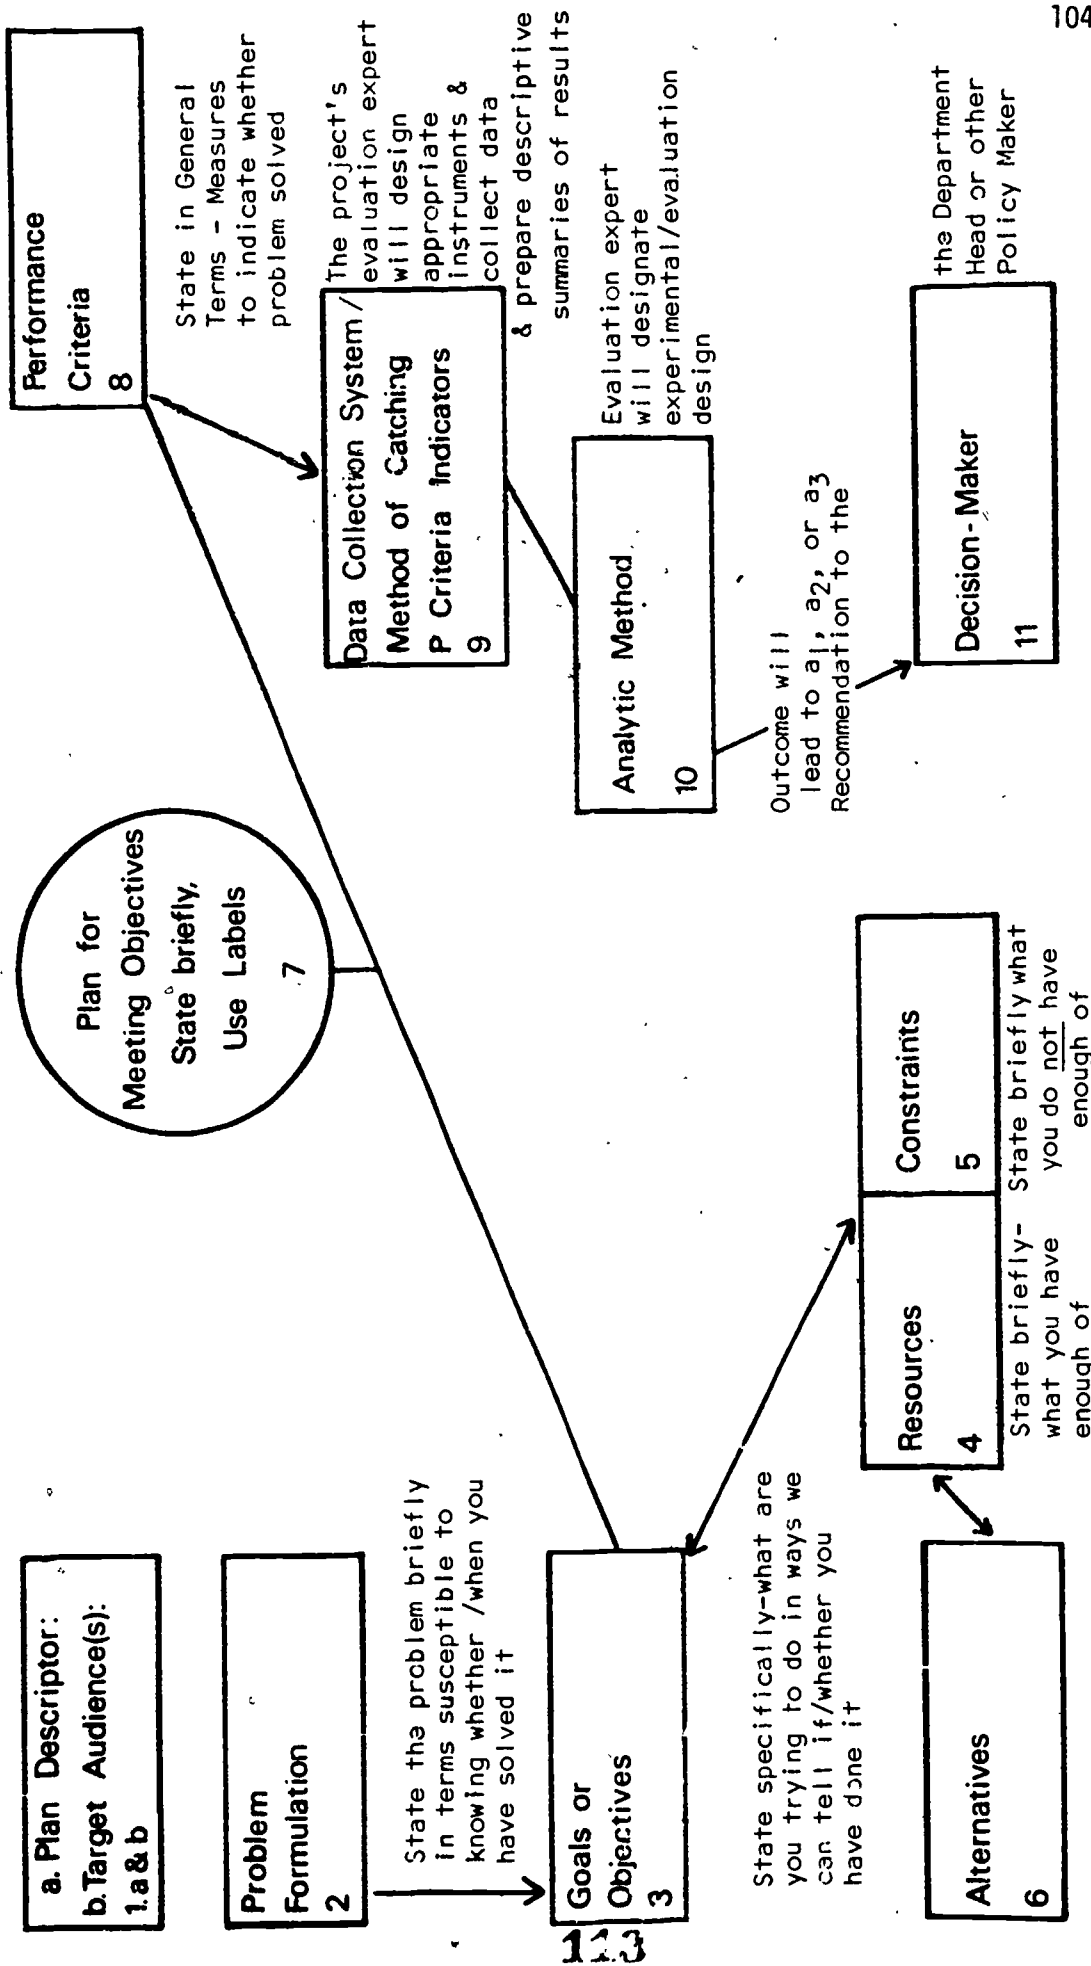 104
a. Plan Descriptor:
b. Target Audience(s):
1. a & b
Problem
Formulation
2
State the problem briefly
in terms susceptible to
knowing whether /when you
have solved it
Goals or
Objectives
3
State specifically-what are
you trying to do in ways we
can tell if/whether you
have done it
Alternatives
6
Resources
4
State briefly-
what you have
enough of
Constraints
5
State briefly what
you do not have
enough of
Plan for
Meeting Objectives
State briefly,
Use Labels
7
Performance
Criteria
8
State in General
Terms - Measures
to indicate whether
problem solved
Data Collection System/
Method of Catching
P Criteria Indicators
9
The project's
evaluation expert
will design
appropriate
instruments &
collect data
& prepare descriptive
summaries of results
Analytic Method
10
Evaluation expert
will designate
experimental/evaluation
design
Outcome will
lead to a1, a2, or a3
Recommendation to the
Decision-Maker
11
the Department
Head or other
Policy Maker
113